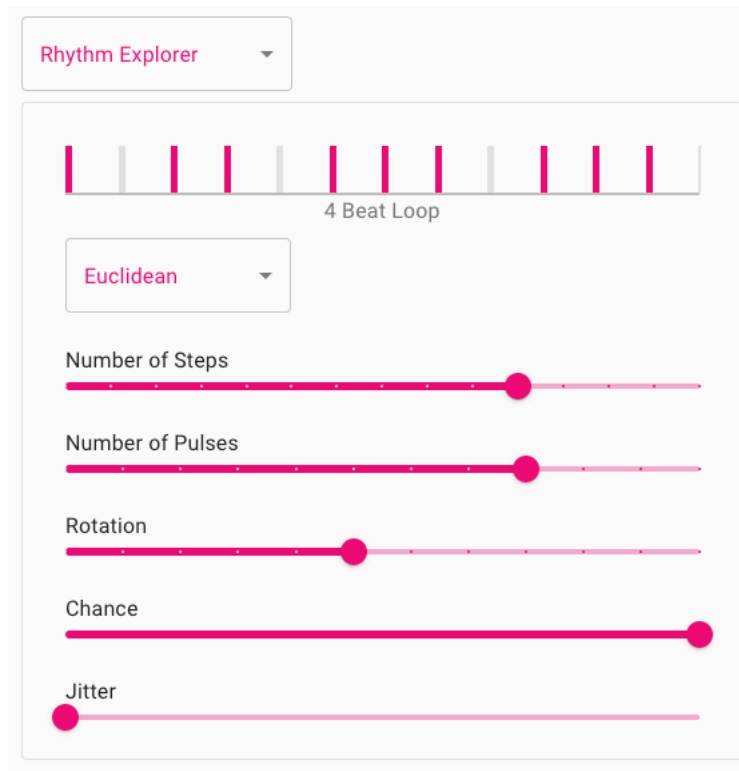 Rhythm Explorer
4 Beat Loop
Euclidean
Number of Steps
Number of Pulses
Rotation
Chance
Jitter